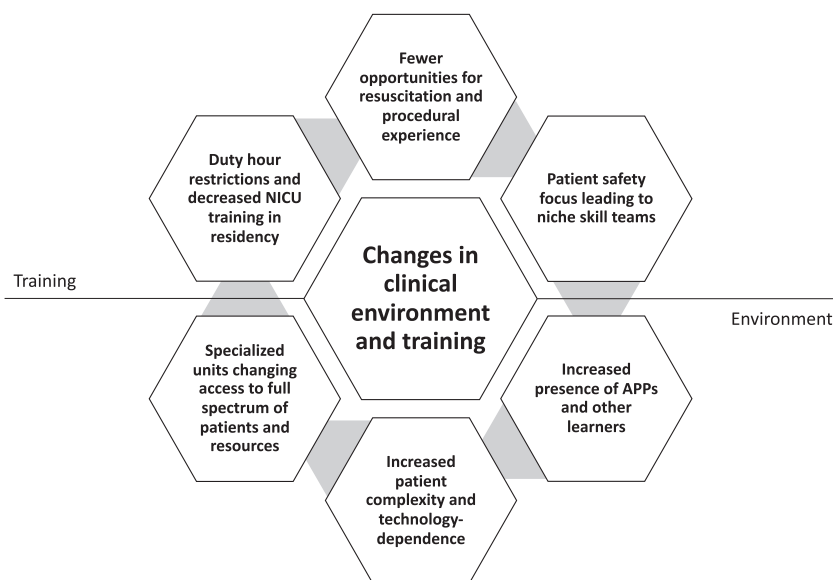 Fewer
opportunities for
resuscitation and
procedural
experience
Duty hour
restrictions and
decreased NICU
training in
residency
Patient safety
focus leading to
niche skill teams
Changes in
clinical
environment
and training
Training
Environment
Specialized
units changing
access to full
spectrum of
patients and
resources
Increased
presence of APPs
and other
learners
Increased
patient
complexity and
technology-
dependence